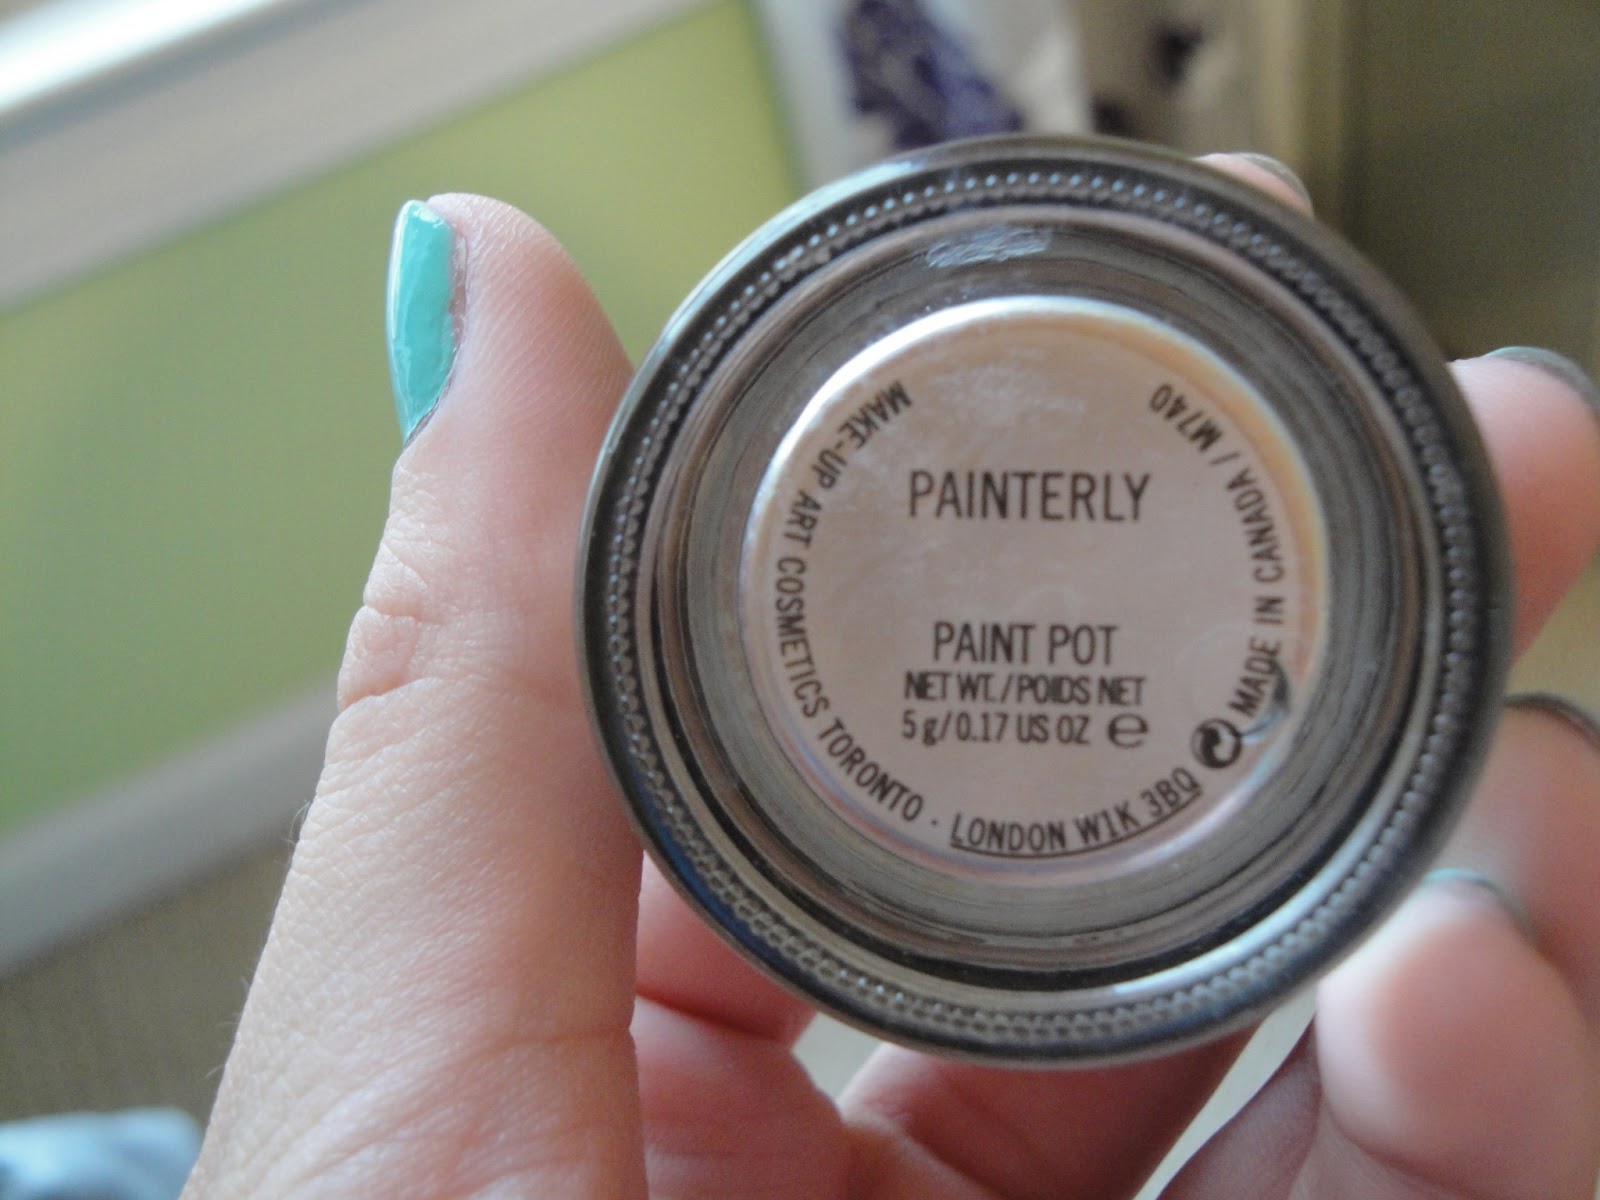 PAINTERLY
PAINT POT
NET WT./POIDS NET
5 g/0.17 US OZ ℮
MAKE-UP ART COSMETICS TORONTO · LONDON W1K 3BQ
MADE IN CANADA / M740